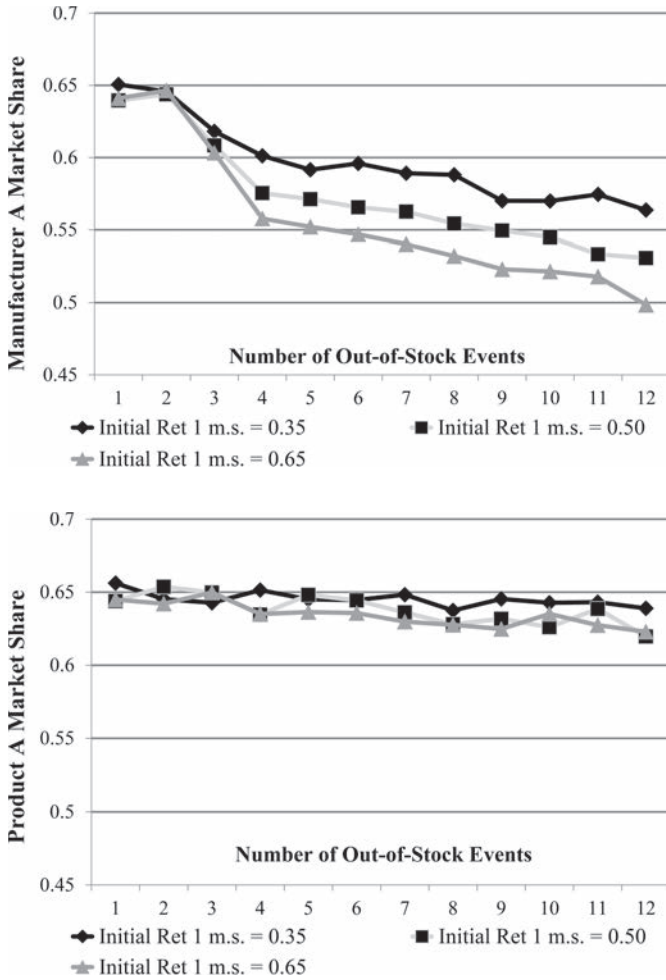 0.7
0.65
0.6
0.55
0.5
0.45
Manufacturer A Market Share
Number of Out-of-Stock Events
1 2 3 4 5 6 7 8 9 10 11 12
Initial Ret 1 m.s. = 0.35 Initial Ret 1 m.s. = 0.50
Initial Ret 1 m.s. = 0.65
0.7
0.65
0.6
0.55
0.5
0.45
Product A Market Share
Number of Out-of-Stock Events
1 2 3 4 5 6 7 8 9 10 11 12
Initial Ret 1 m.s. = 0.35 Initial Ret 1 m.s. = 0.50
Initial Ret 1 m.s. = 0.65